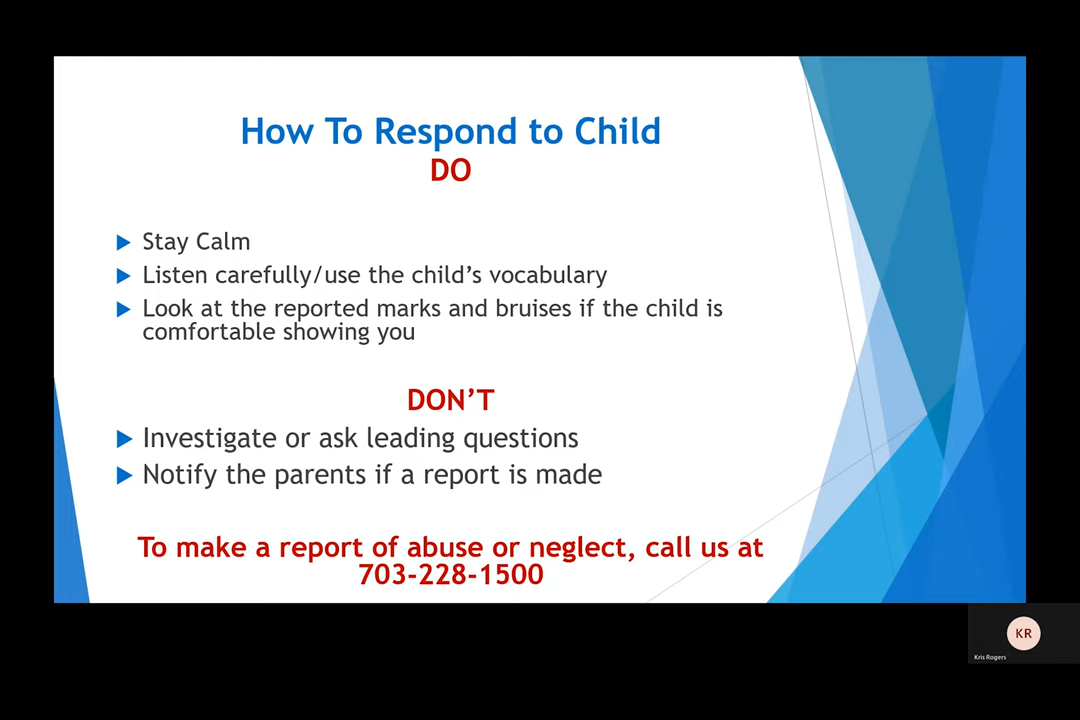 How To Respond to Child
DO
Stay Calm
Listen carefully/use the child’s vocabulary
Look at the reported marks and bruises if the child is
comfortable showing you
DON’T
Investigate or ask leading questions
Notify the parents if a report is made
To make a report of abuse or neglect, call us at
703-228-1500
KR
Kris Rogers